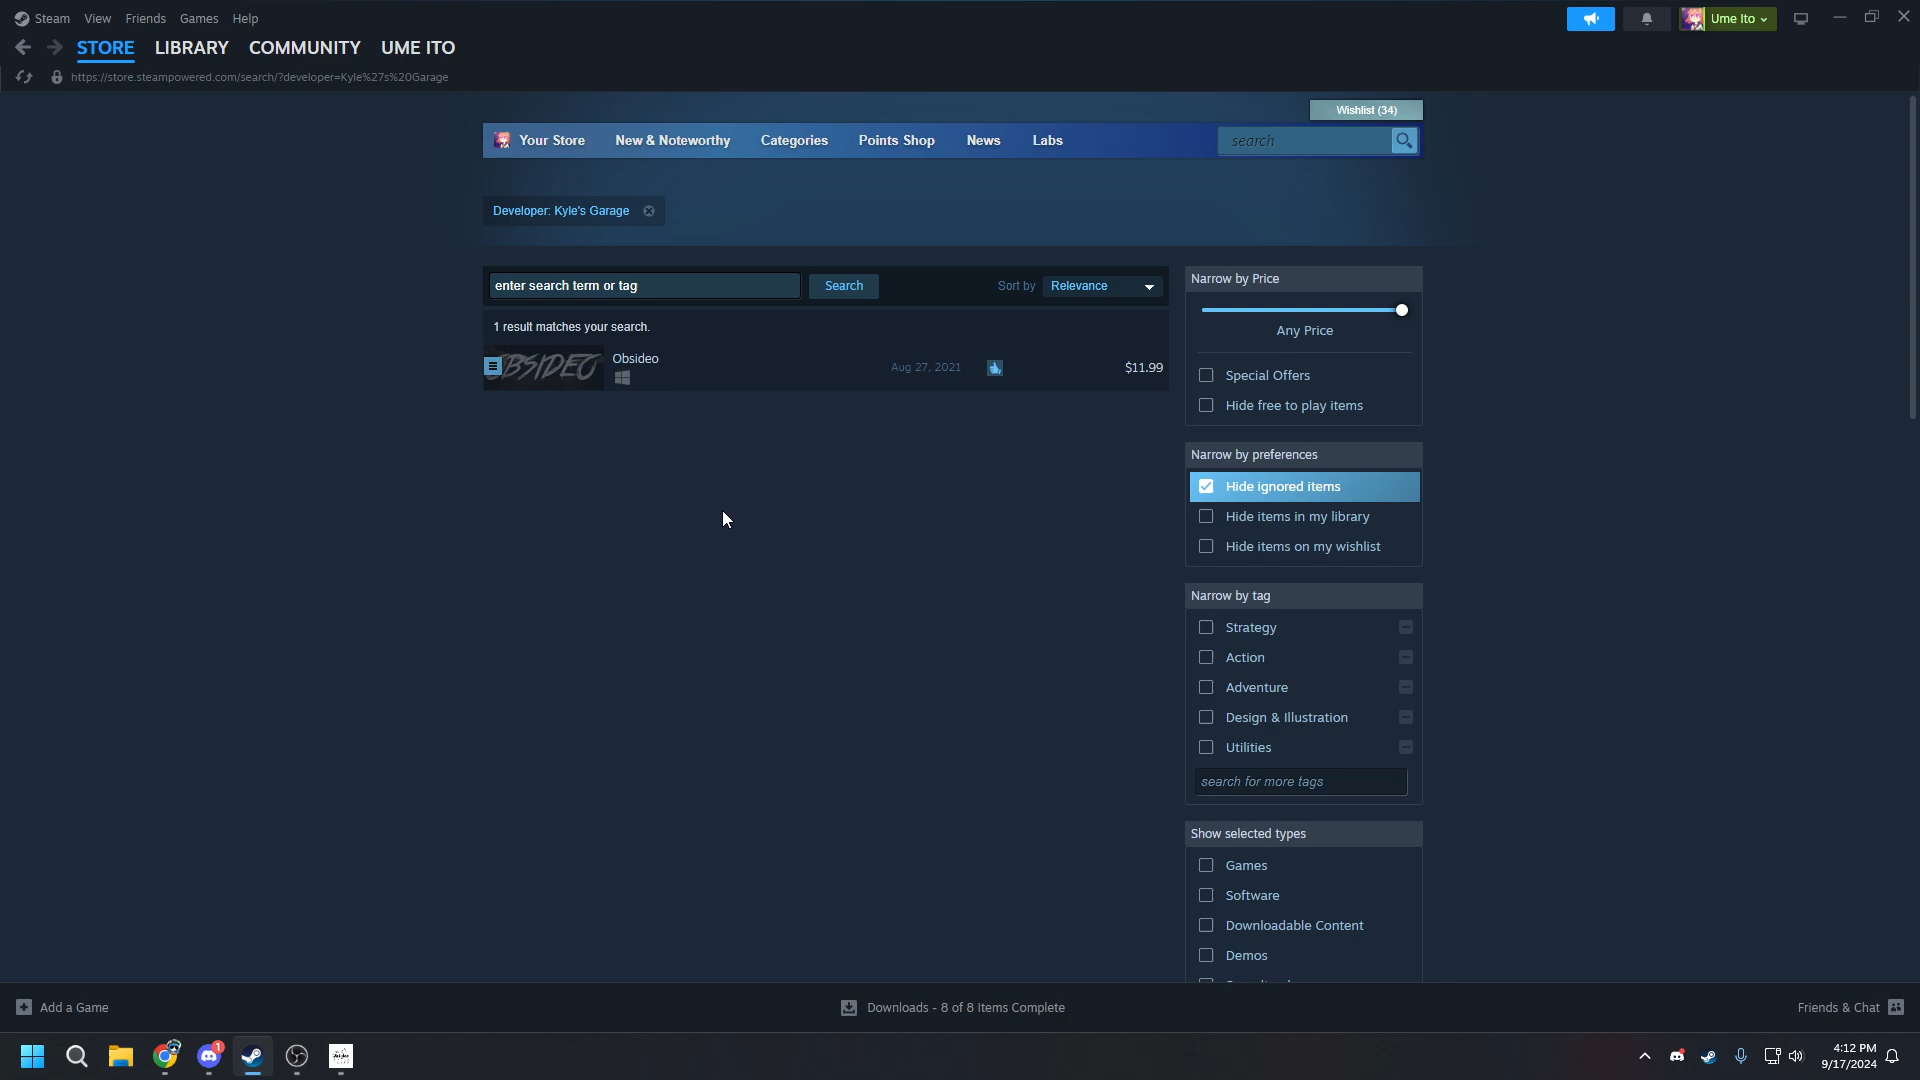 Steam View Friends Games Help
Ume Ito
STORE LIBRARY COMMUNITY UME ITO
https://store.steampowered.com/search/?developer=Kyle%27s%20Garage
Wishlist (34)
Your Store New & Noteworthy Categories Points Shop News Labs
search
Developer: Kyle's Garage
enter search term or tag
Search
Sort by Relevance
1 result matches your search.
OBSIDEO
Obsideo
Aug 27, 2021
$11.99
Narrow by Price
Any Price
Special Offers
Hide free to play items
Narrow by preferences
Hide ignored items
Hide items in my library
Hide items on my wishlist
Narrow by tag
Strategy
Action
Adventure
Design & Illustration
Utilities
search for more tags
Show selected types
Games
Software
Downloadable Content
Demos
Add a Game
Downloads - 8 of 8 Items Complete
Friends & Chat
1
4:12 PM
9/17/2024